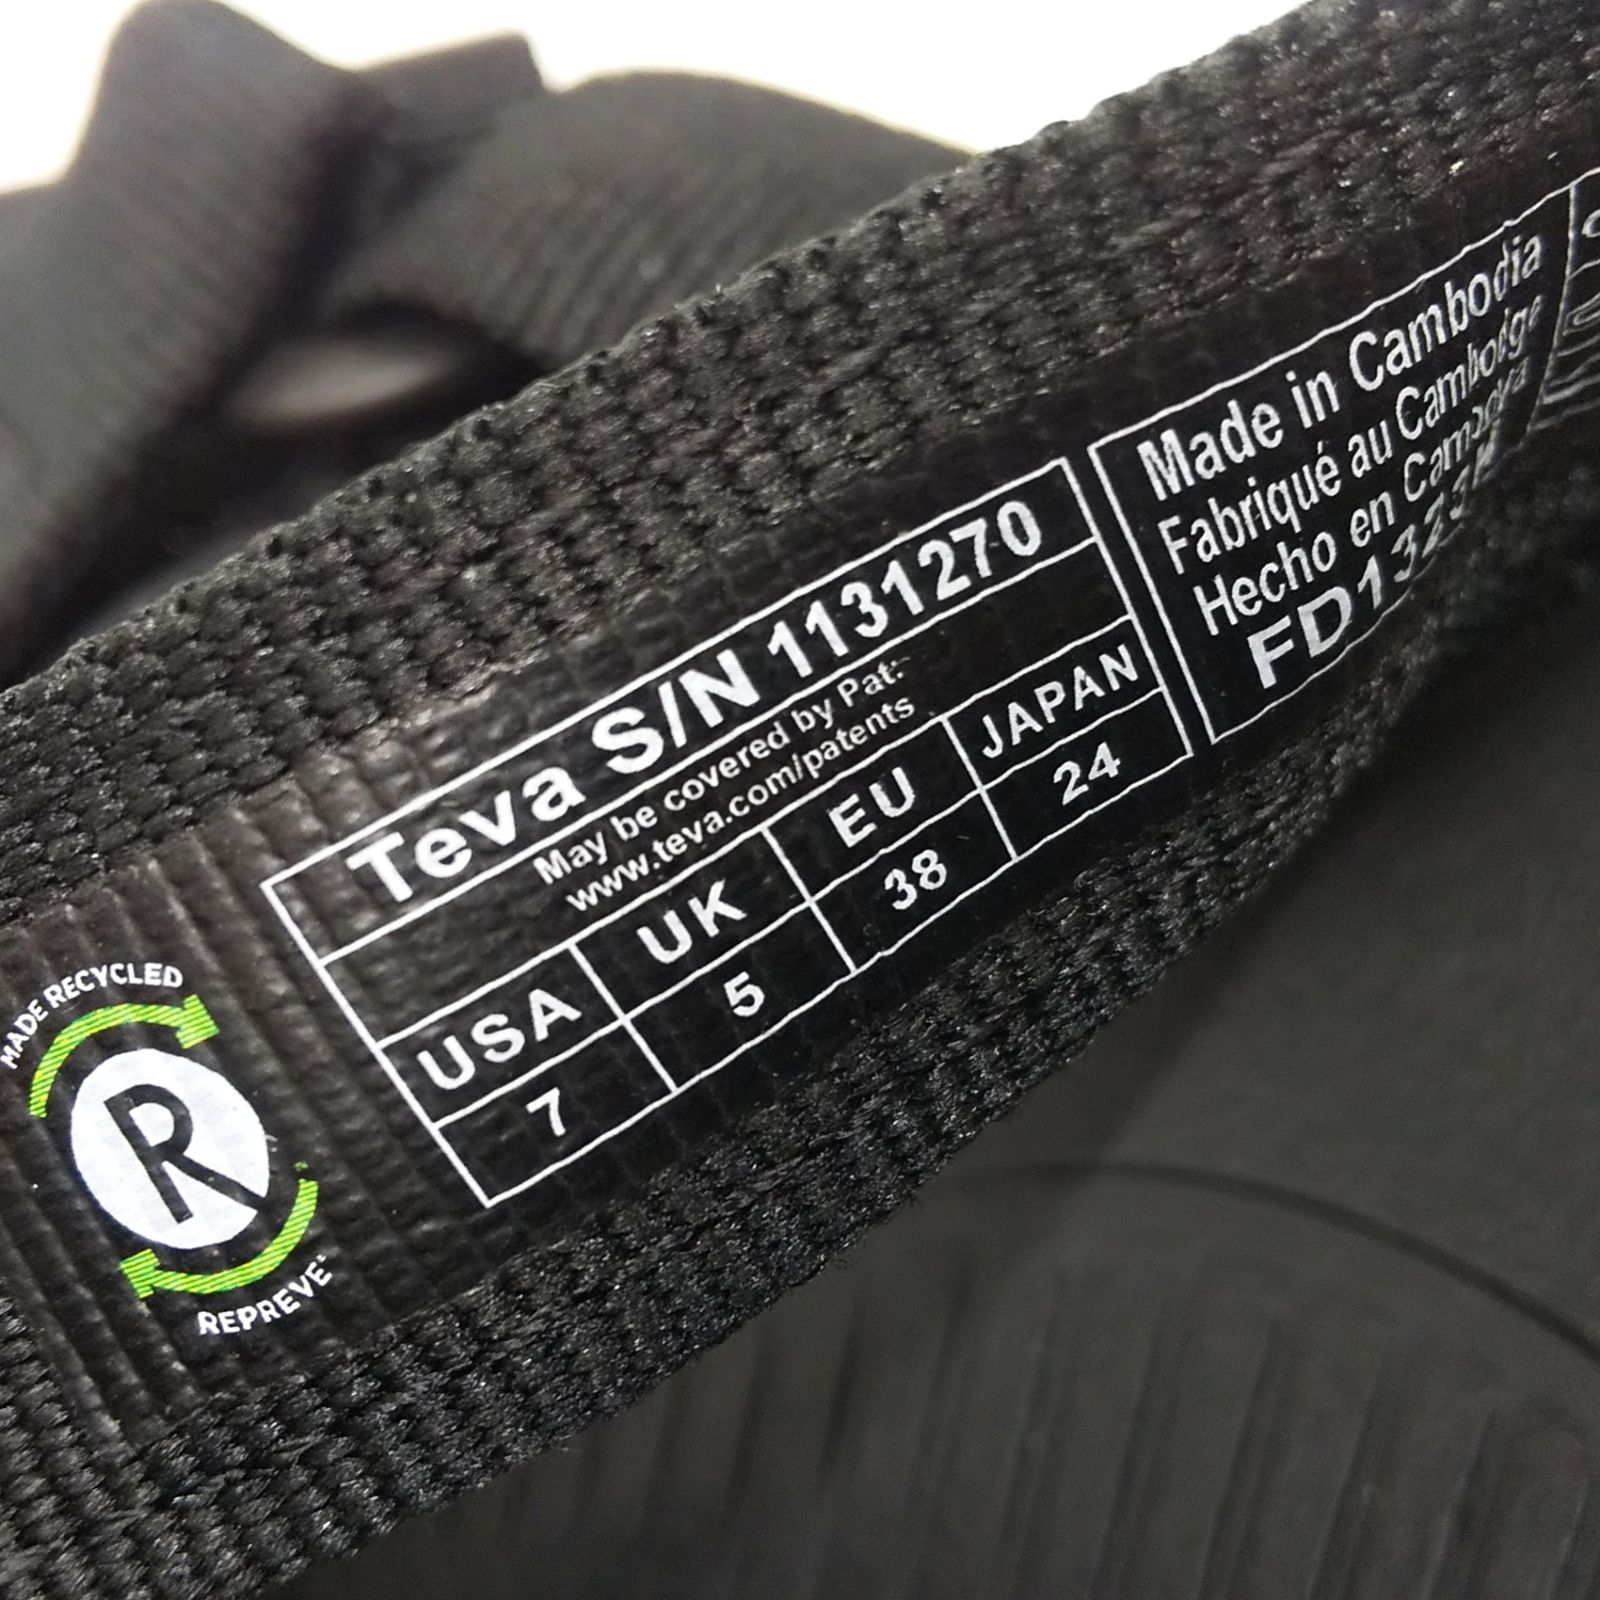 MADE RECYCLED
R
REPREVE
Teva S/N 1131270
May be covered by Pat:
www.teva.com/patents
USA UK EU JAPAN
7 5 38 24
Made in Cambodia
Fabriqué au Cambodge
Hecho en Camboya